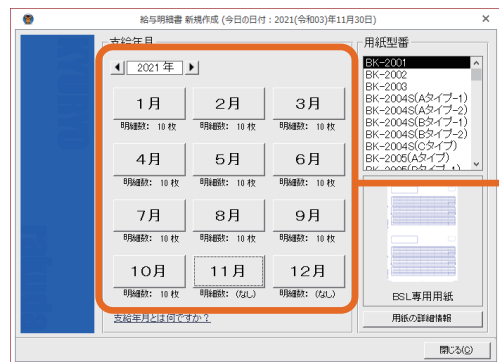 給与明細書 新規作成 (今日の日付 : 2021(令和03)年11月30日)
支給年月
2021 年
1月 2月 3月
明細数: 10 枚 明細数: 10 枚 明細数: 10 枚
4月 5月 6月
明細数: 10 枚 明細数: 10 枚 明細数: 10 枚
7月 8月 9月
明細数: 10 枚 明細数: 10 枚 明細数: 10 枚
10月 11月 12月
明細数: 10 枚 明細数: (なし) 明細数: (なし)
支給年月とは何ですか?
用紙型番
BK-2001
BK-2002
BK-2003
BK-2004S(Aタイプ-1)
BK-2004S(Aタイプ-2)
BK-2004S(Bタイプ-1)
BK-2004S(Bタイプ-2)
BK-2004S(Cタイプ)
BK-2005(Aタイプ)
BSL専用用紙
用紙の詳細情報
閉じる(C)